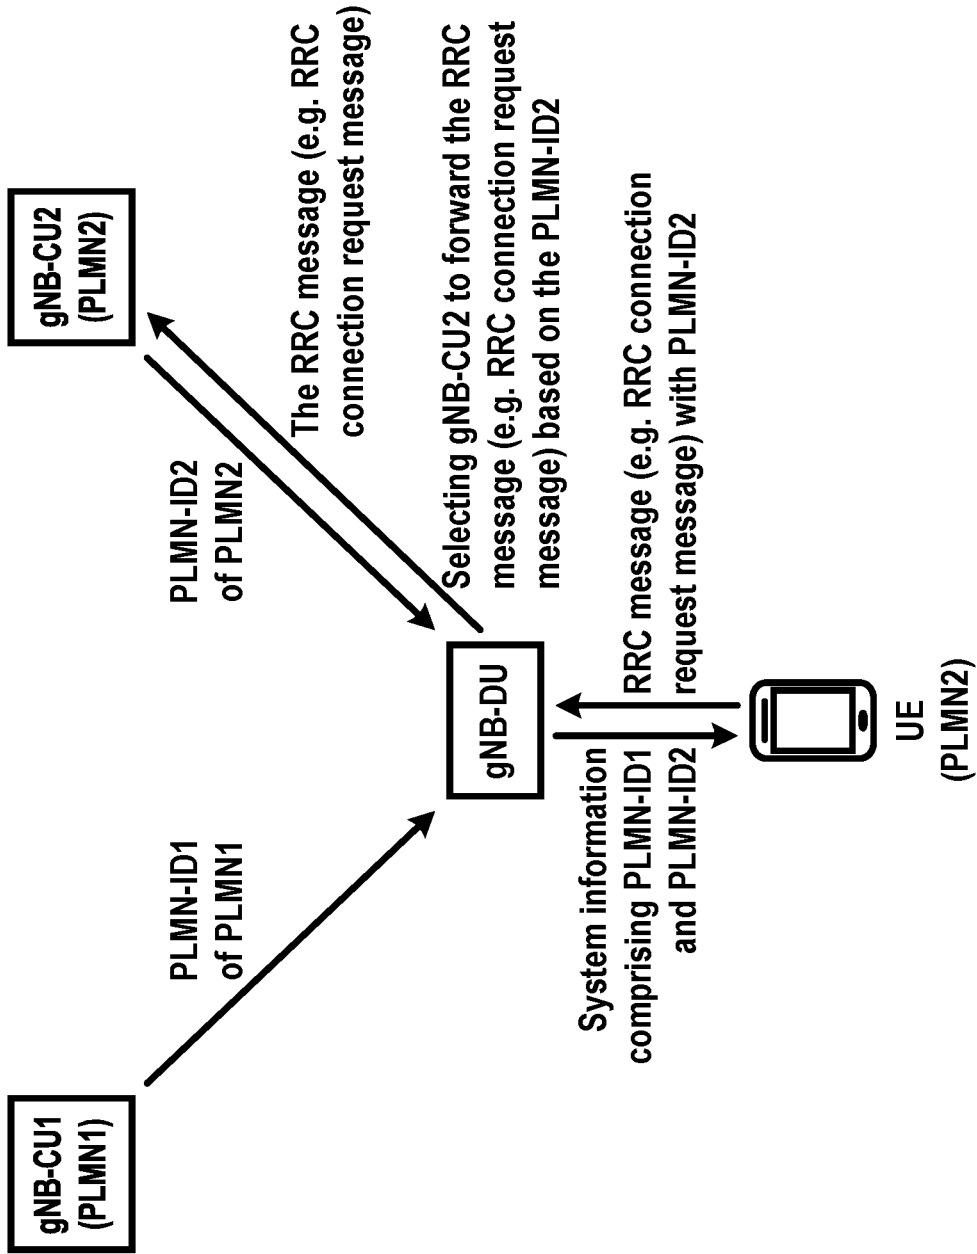 gNB-CU1
(PLMN1)
gNB-CU2
(PLMN2)
PLMN-ID1
of PLMN1
PLMN-ID2
of PLMN2
The RRC message (e.g. RRC
connection request message)
gNB-DU
Selecting gNB-CU2 to forward the RRC
message (e.g. RRC connection request
message) based on the PLMN-ID2
System information
comprising PLMN-ID1
and PLMN-ID2
RRC message (e.g. RRC connection
request message) with PLMN-ID2
UE
(PLMN2)